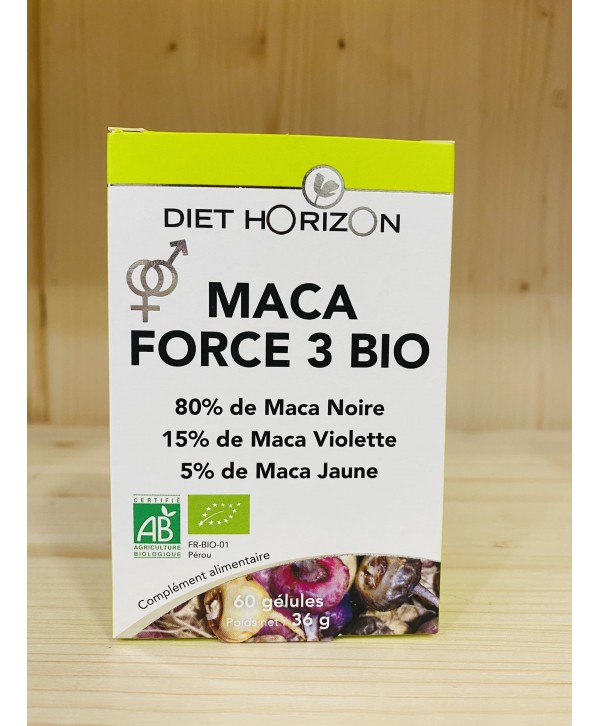 DIET HORIZON
MACA
FORCE 3 BIO
80% de Maca Noire
15% de Maca Violette
5% de Maca Jaune
CERTIFIÉ
AB
AGRICULTURE
BIOLOGIQUE
FR-BIO-01
Pérou
Complément alimentaire
60 gélules
Poids net : 36 g